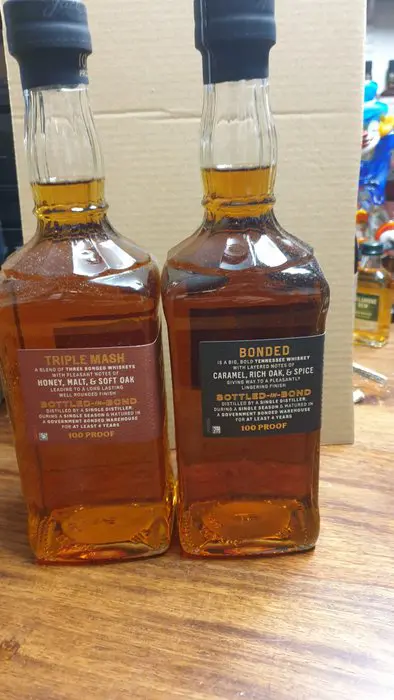 TRIPLE MASH
A BLEND OF THREE BONDED WHISKEYS
WITH PLEASANT NOTES OF
HONEY, MALT, & SOFT OAK
LEADING TO A LONG LASTING
WELL ROUNDED FINISH
BOTTLED-IN-BOND
DISTILLED BY A SINGLE DISTILLER,
DURING A SINGLE SEASON & MATURED IN
A GOVERNMENT BONDED WAREHOUSE
FOR AT LEAST 4 YEARS
100 PROOF
BONDED
IS A BIG, BOLD TENNESSEE WHISKEY
WITH LAYERED NOTES OF
CARAMEL, RICH OAK, & SPICE
GIVING WAY TO A PLEASANTLY
LINGERING FINISH
BOTTLED-IN-BOND
DISTILLED BY A SINGLE DISTILLER,
DURING A SINGLE SEASON & MATURED IN
A GOVERNMENT BONDED WAREHOUSE
FOR AT LEAST 4 YEARS
100 PROOF